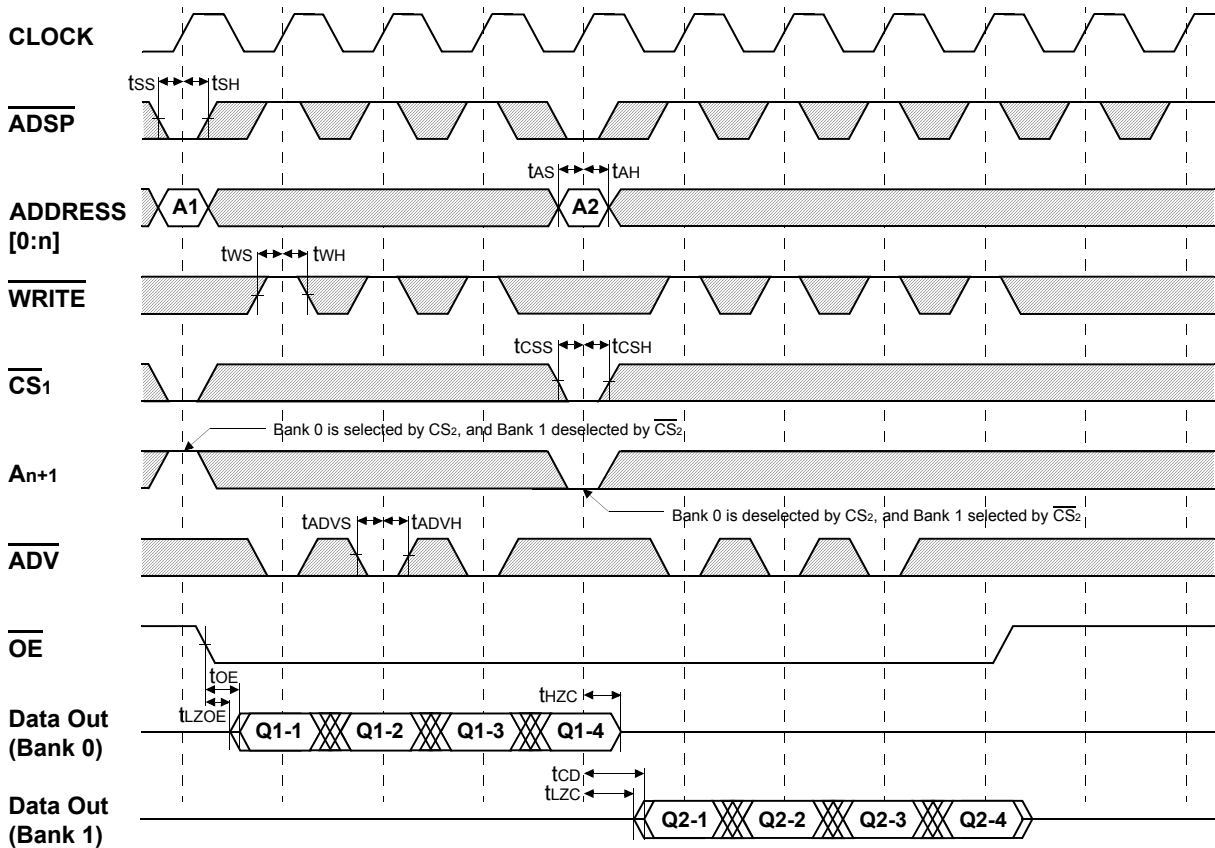 CLOCK
tSS tSH
ADSP
tAS tAH
ADDRESS
[0:n]
A1 A2
tWS tWH
WRITE
tCSS tCSH
CS1
Bank 0 is selected by CS2, and Bank 1 deselected by CS2
An+1
Bank 0 is deselected by CS2, and Bank 1 selected by CS2
tADVS tADVH
ADV
OE
tOE
tLZOE
tHZC
Data Out
(Bank 0)
Q1-1 Q1-2 Q1-3 Q1-4
tCD
tLZC
Data Out
(Bank 1)
Q2-1 Q2-2 Q2-3 Q2-4